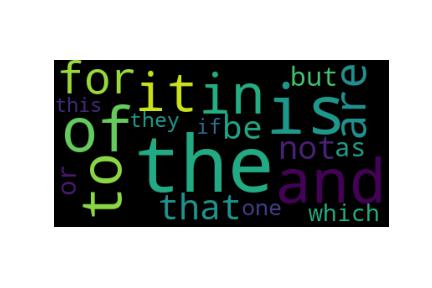 for it in is are but
this they if be
of the not as
to and
or that one which